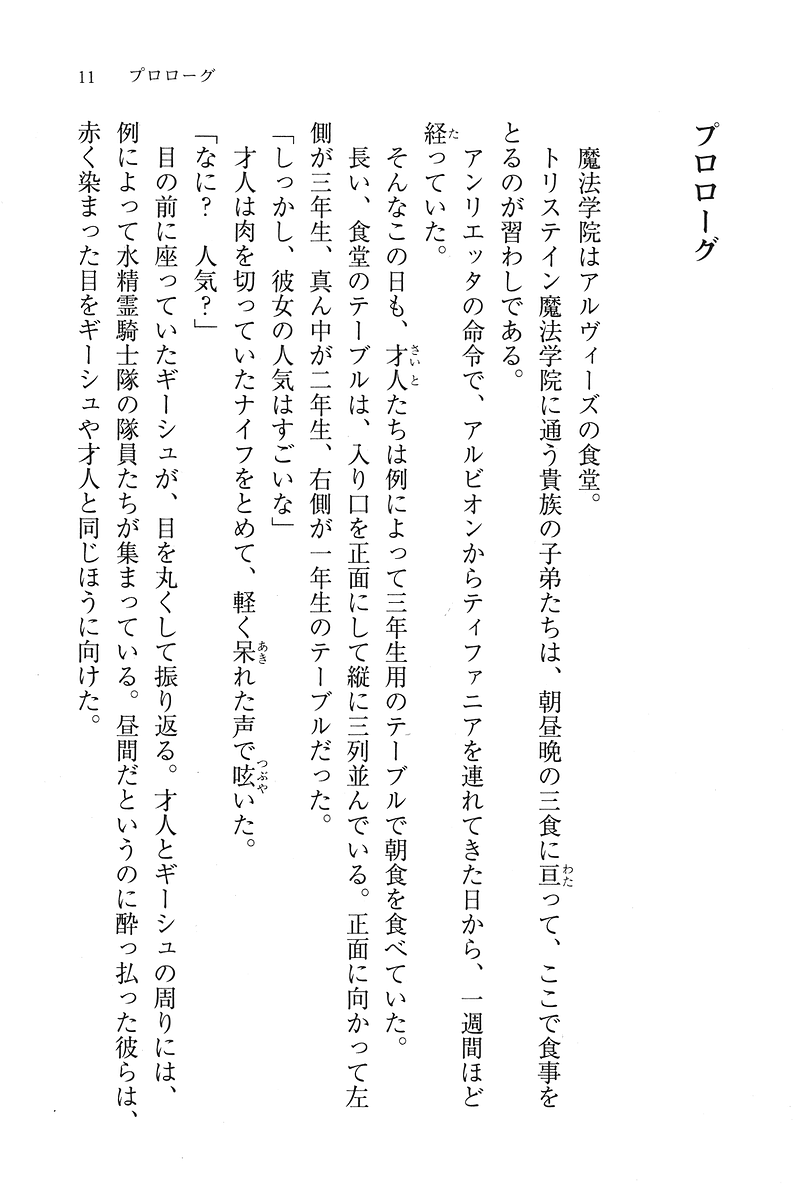 11　プロローグ
プロローグ
魔法学院はアルヴィーズの食堂。
トリステイン魔法学院に通う貴族の子弟たちは、朝昼晩の三食に亘って、ここで食事を
とるのが習わしである。
アンリエッタの命令で、アルビオンからティファニアを連れてきた日から、一週間ほど
経っていた。
そんなこの日も、才人たちは例によって三年生用のテーブルで朝食を食べていた。
長い、食堂のテーブルは、入り口を正面にして縦に三列並んでいる。正面に向かって左
側が三年生、真ん中が二年生、右側が一年生のテーブルだった。
「しっかし、彼女の人気はすごいな」
才人は肉を切っていたナイフをとめて、軽く呆れた声で呟いた。
「なに？　人気？」
目の前に座っていたギーシュが、目を丸くして振り返る。才人とギーシュの周りには、
例によって水精霊騎士隊の隊員たちが集まっている。昼間だというのに酔っ払った彼らは、
赤く染まった目をギーシュや才人と同じほうに向けた。